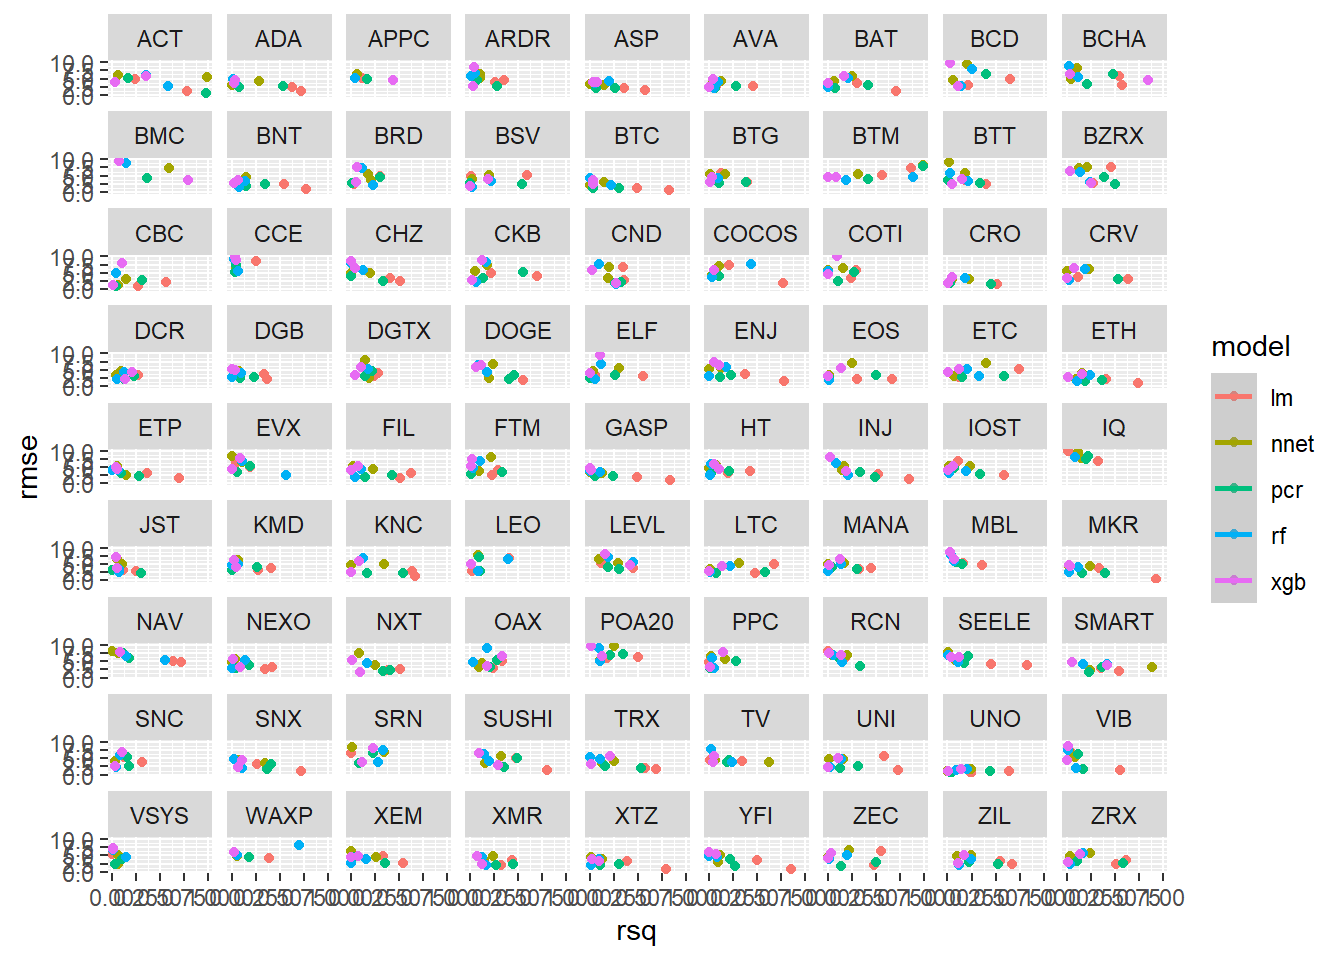 ACT ADA APPC ARDR ASP AVA BAT BCD BCHA
BMC BNT BRD BSV BTC BTG BTM BTT BZRX
CBC CCE CHZ CKB CND COCOS COTI CRO CRV
DCR DGB DGTX DOGE ELF ENJ EOS ETC ETH
ETP EVX FIL FTM GASP HT INJ IOST IQ
JST KMD KNC LEO LEVL LTC MANA MBL MKR
NAV NEXO NXT OAX POA20 PPC RCN SEELE SMART
SNC SNX SRN SUSHI TRX TV UNI UNO VIB
VSYS WAXP XEM XMR XTZ YFI ZEC ZIL ZRX
rsq
rmse
model
lm
nnet
pcr
rf
xgb